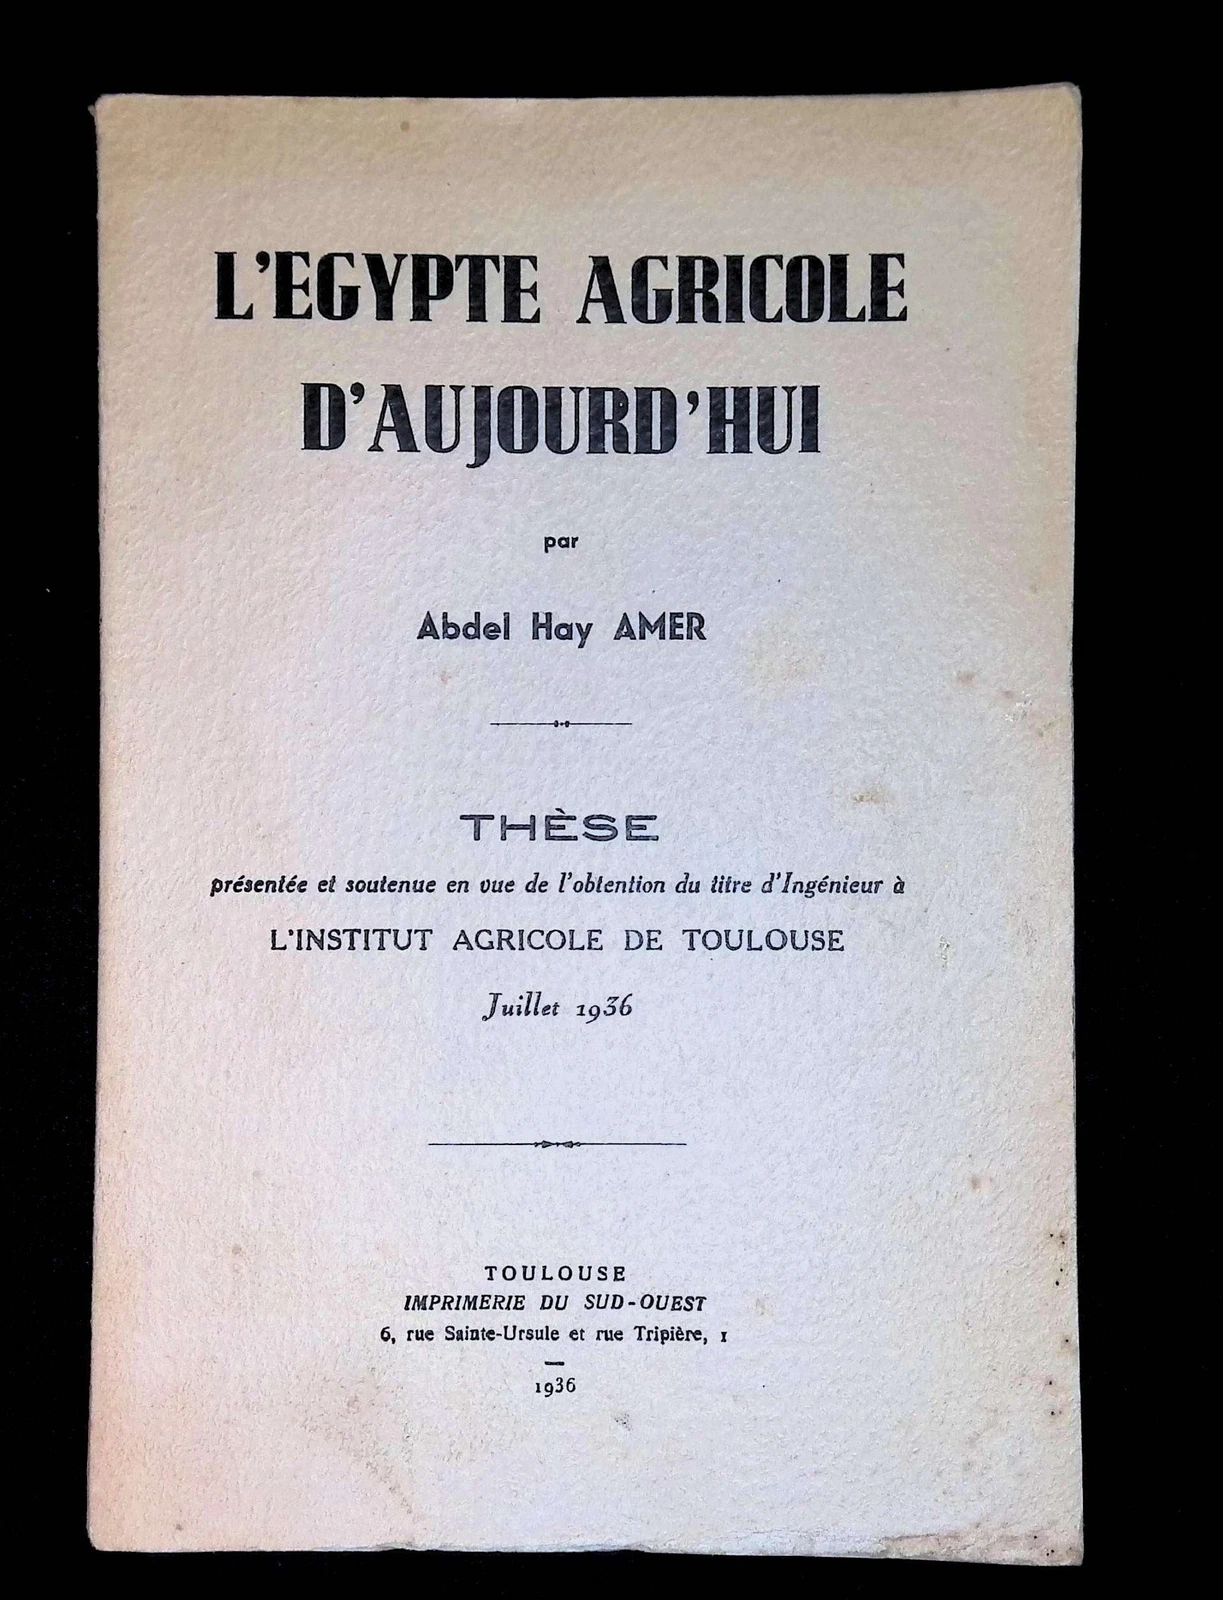 L'EGYPTE AGRICOLE
D'AUJOURD'HUI
par
Abdel Hay AMER
THÈSE
présentée et soutenue en vue de l'obtention du titre d'Ingénieur à
L'INSTITUT AGRICOLE DE TOULOUSE
Juillet 1936
TOULOUSE
IMPRIMERIE DU SUD-OUEST
6, rue Sainte-Ursule et rue Tripière, 1
1936